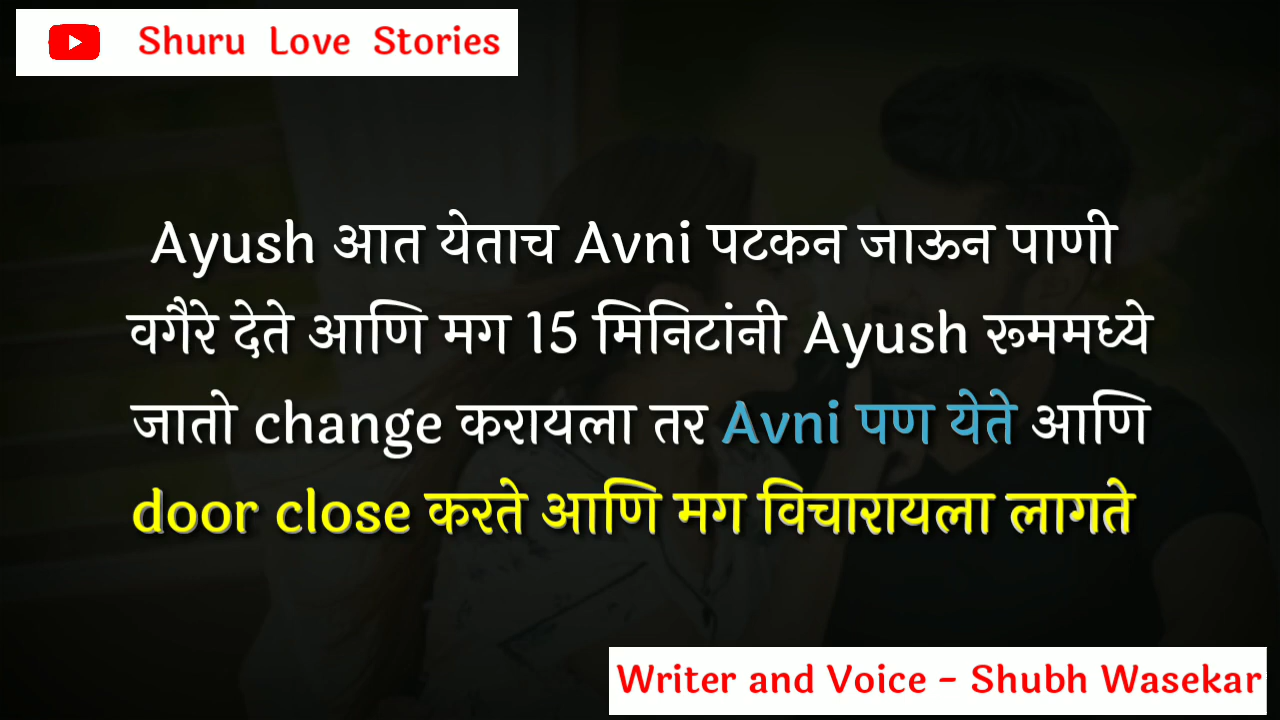 Shuru Love Stories
Ayush आत येताच Avni पटकन जाऊन पाणी
वगैरे देते आणि मग 15 मिनिटांनी Ayush रूममध्ये
जातो change करायला तर Avni पण येते आणि
door close करते आणि मग विचारायला लागते
Writer and Voice - Shubh Wasekar